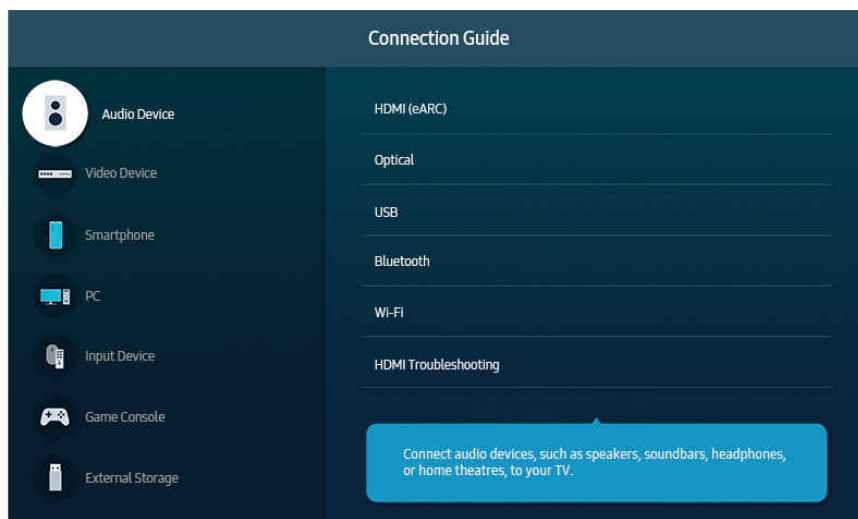 Connection Guide
Audio Device
Video Device
Smartphone
PC
Input Device
Game Console
External Storage
HDMI (eARC)
Optical
USB
Bluetooth
Wi-Fi
HDMI Troubleshooting
Connect audio devices, such as speakers, soundbars, headphones,
or home theatres, to your TV.